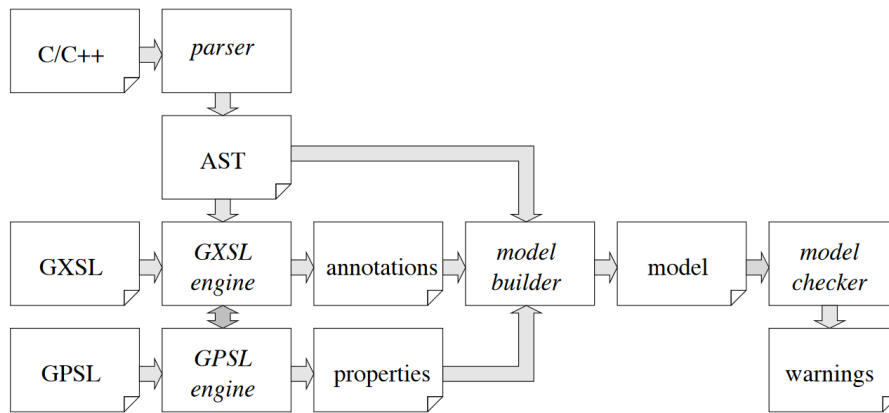 C/C++
parser
AST
GXSL
GXSL
engine
annotations
model
builder
model
model
checker
GPSL
GPSL
engine
properties
warnings